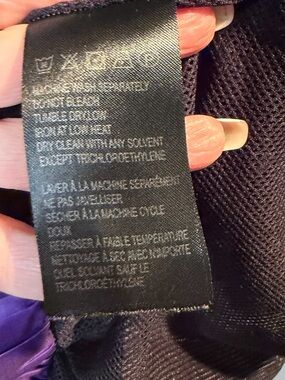 MACHINE WASH SEPARATELY
DO NOT BLEACH
TUMBLE DRY LOW
IRON AT LOW HEAT
DRY CLEAN WITH ANY SOLVENT
EXCEPT TRICHLOROETHYLENE
LAVER À LA MACHINE SÉPARÉMENT
NE PAS JAVELLISER
SÉCHER À LA MACHINE CYCLE
DOUX
REPASSER À FAIBLE TEMPÉRATURE
NETTOYAGE À SEC AVEC N'IMPORTE
QUEL SOLVANT SAUF LE
TRICHLOROÉTHYLÈNE